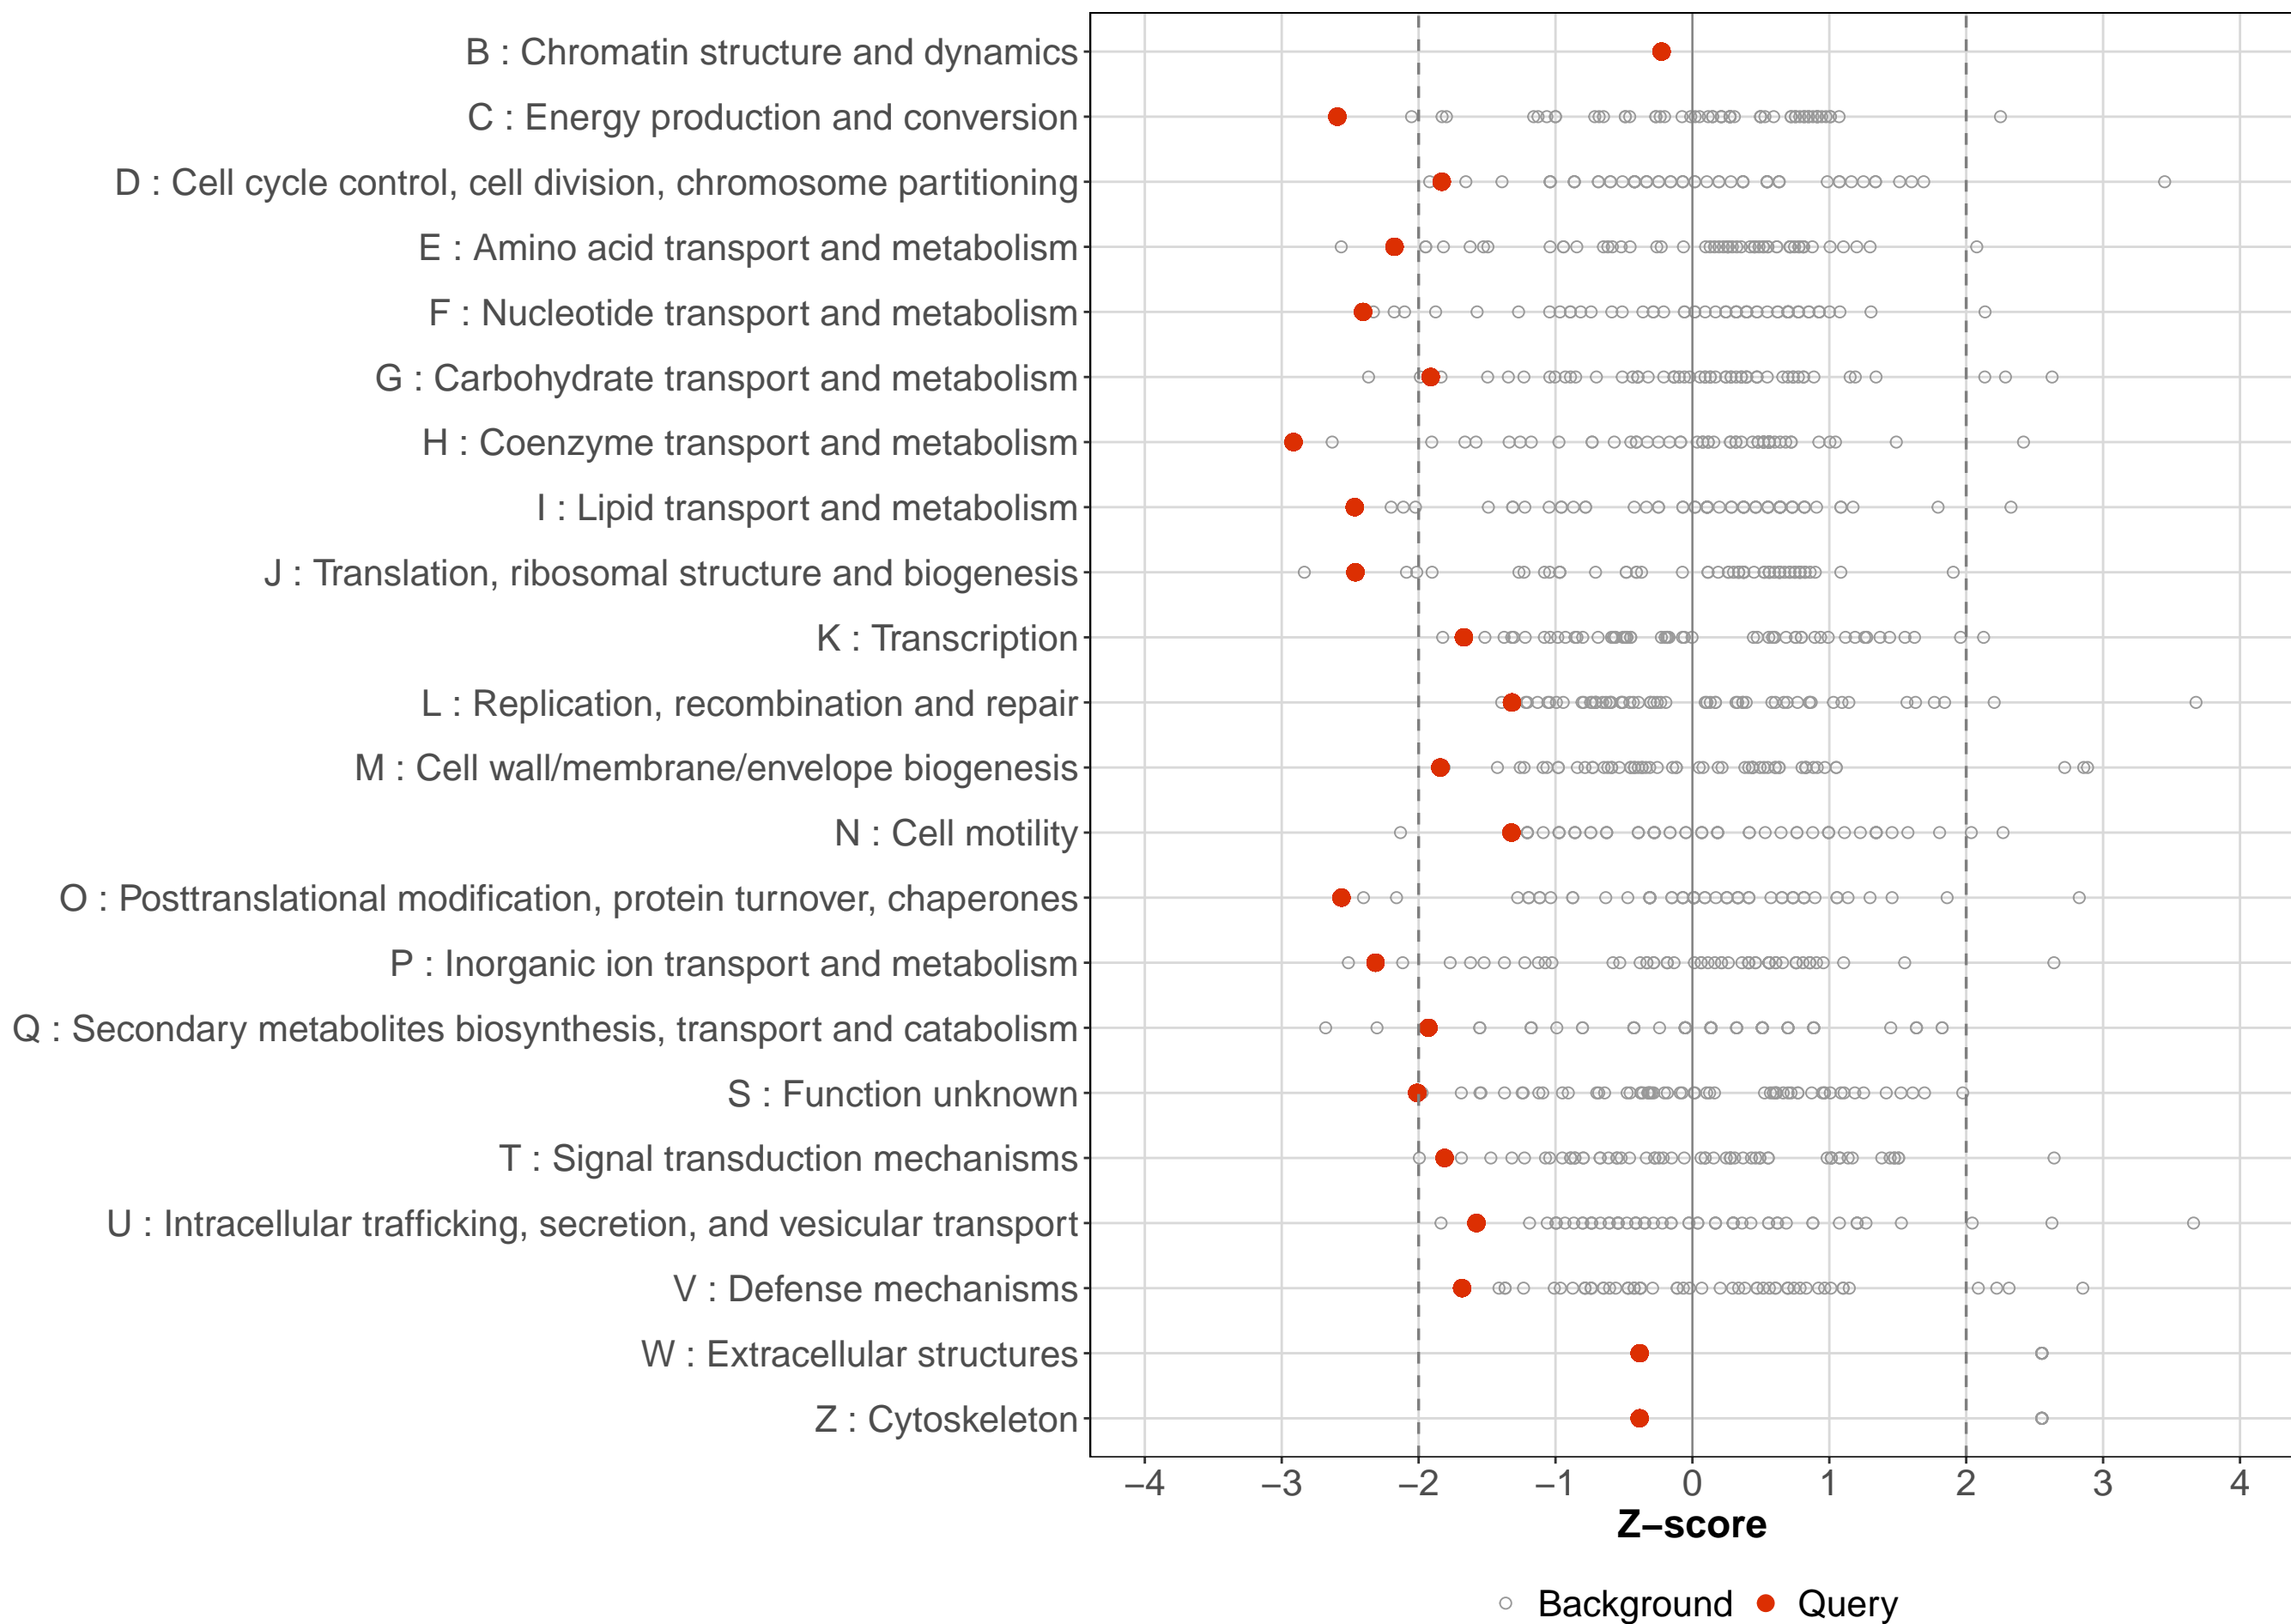 B : Chromatin structure and dynamics
C : Energy production and conversion
D : Cell cycle control, cell division, chromosome partitioning
E : Amino acid transport and metabolism
F : Nucleotide transport and metabolism
G : Carbohydrate transport and metabolism
H : Coenzyme transport and metabolism
I : Lipid transport and metabolism
J : Translation, ribosomal structure and biogenesis
K : Transcription
L : Replication, recombination and repair
M : Cell wall/membrane/envelope biogenesis
N : Cell motility
O : Posttranslational modification, protein turnover, chaperones
P : Inorganic ion transport and metabolism
Q : Secondary metabolites biosynthesis, transport and catabolism
S : Function unknown
T : Signal transduction mechanisms
U : Intracellular trafficking, secretion, and vesicular transport
V : Defense mechanisms
W : Extracellular structures
Z : Cytoskeleton
−4 −3 −2 −1 0 1 2 3 4
Z−score
Background Query